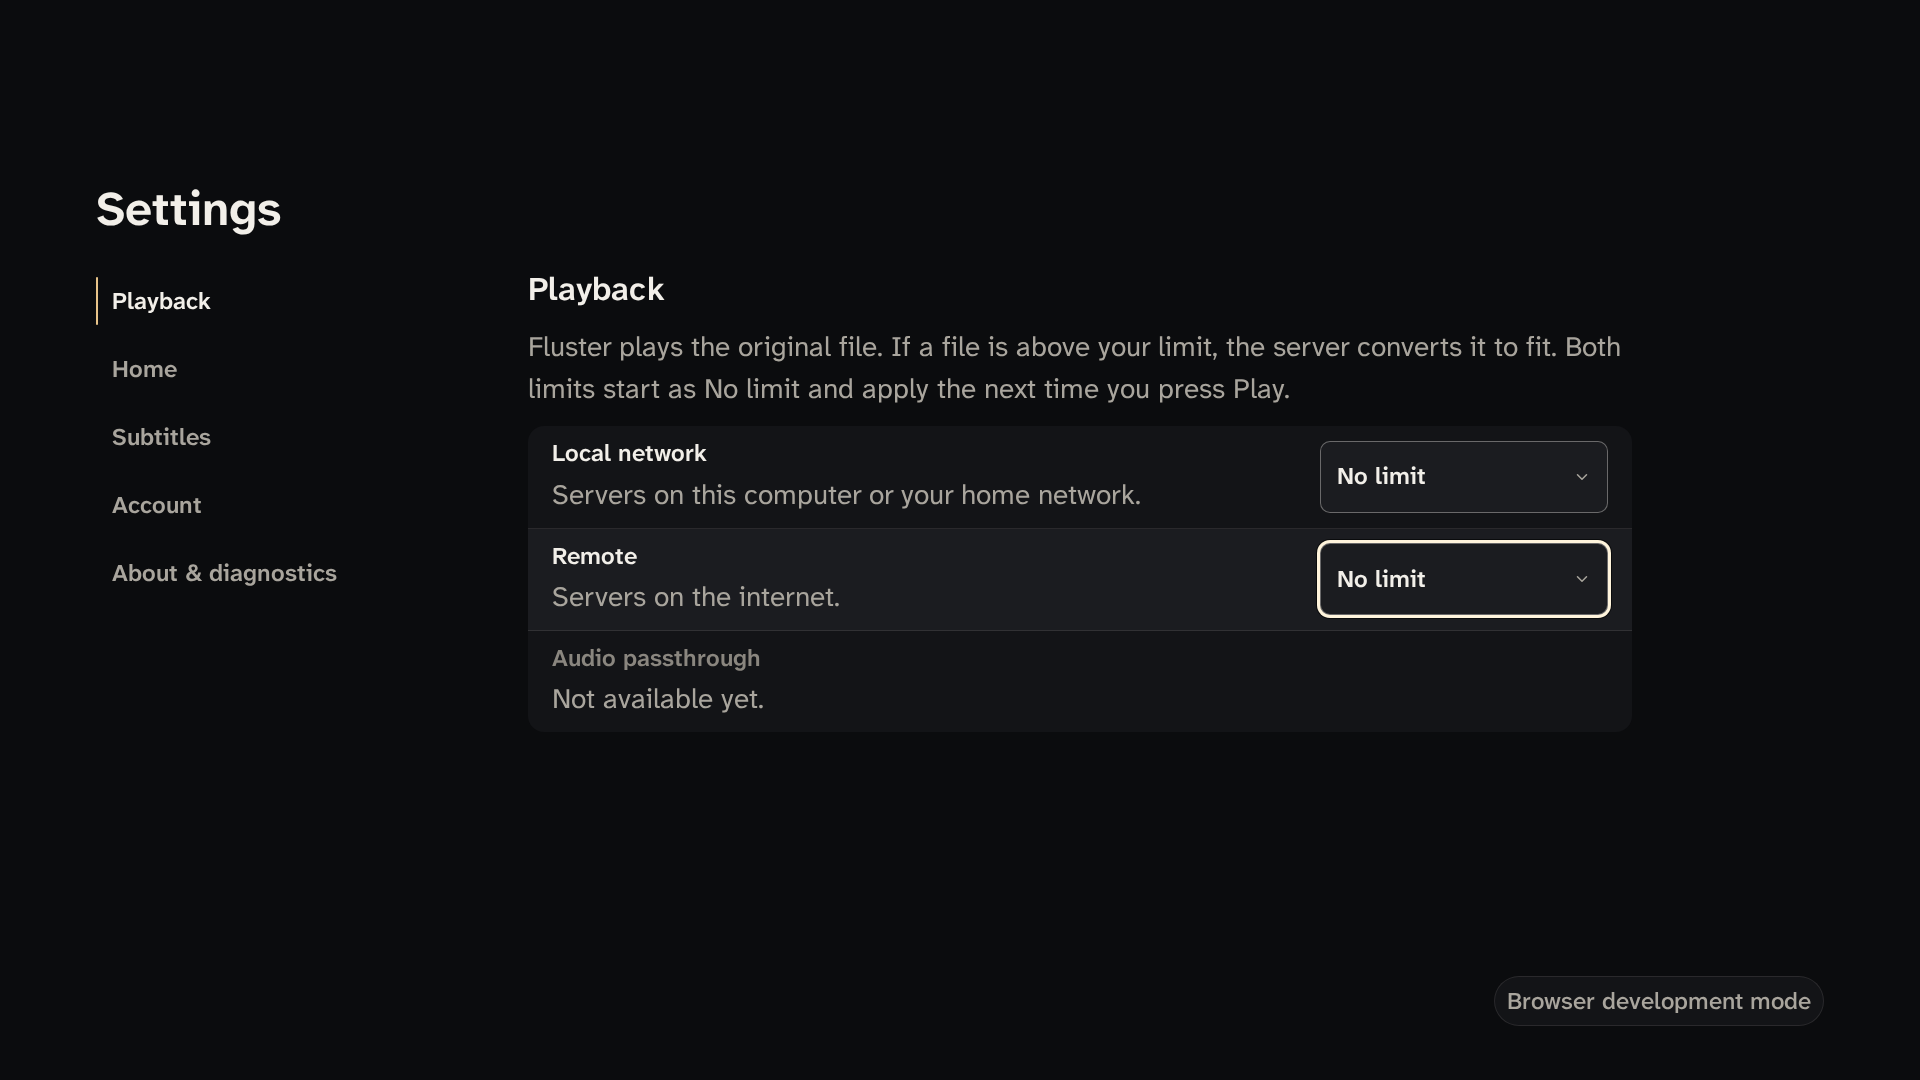 Settings
Playback
Home
Subtitles
Account
About & diagnostics
Playback
Fluster plays the original file. If a file is above your limit, the server converts it to fit. Both
limits start as No limit and apply the next time you press Play.
Local network
Servers on this computer or your home network.
No limit
Remote
Servers on the internet.
No limit
Audio passthrough
Not available yet.
Browser development mode